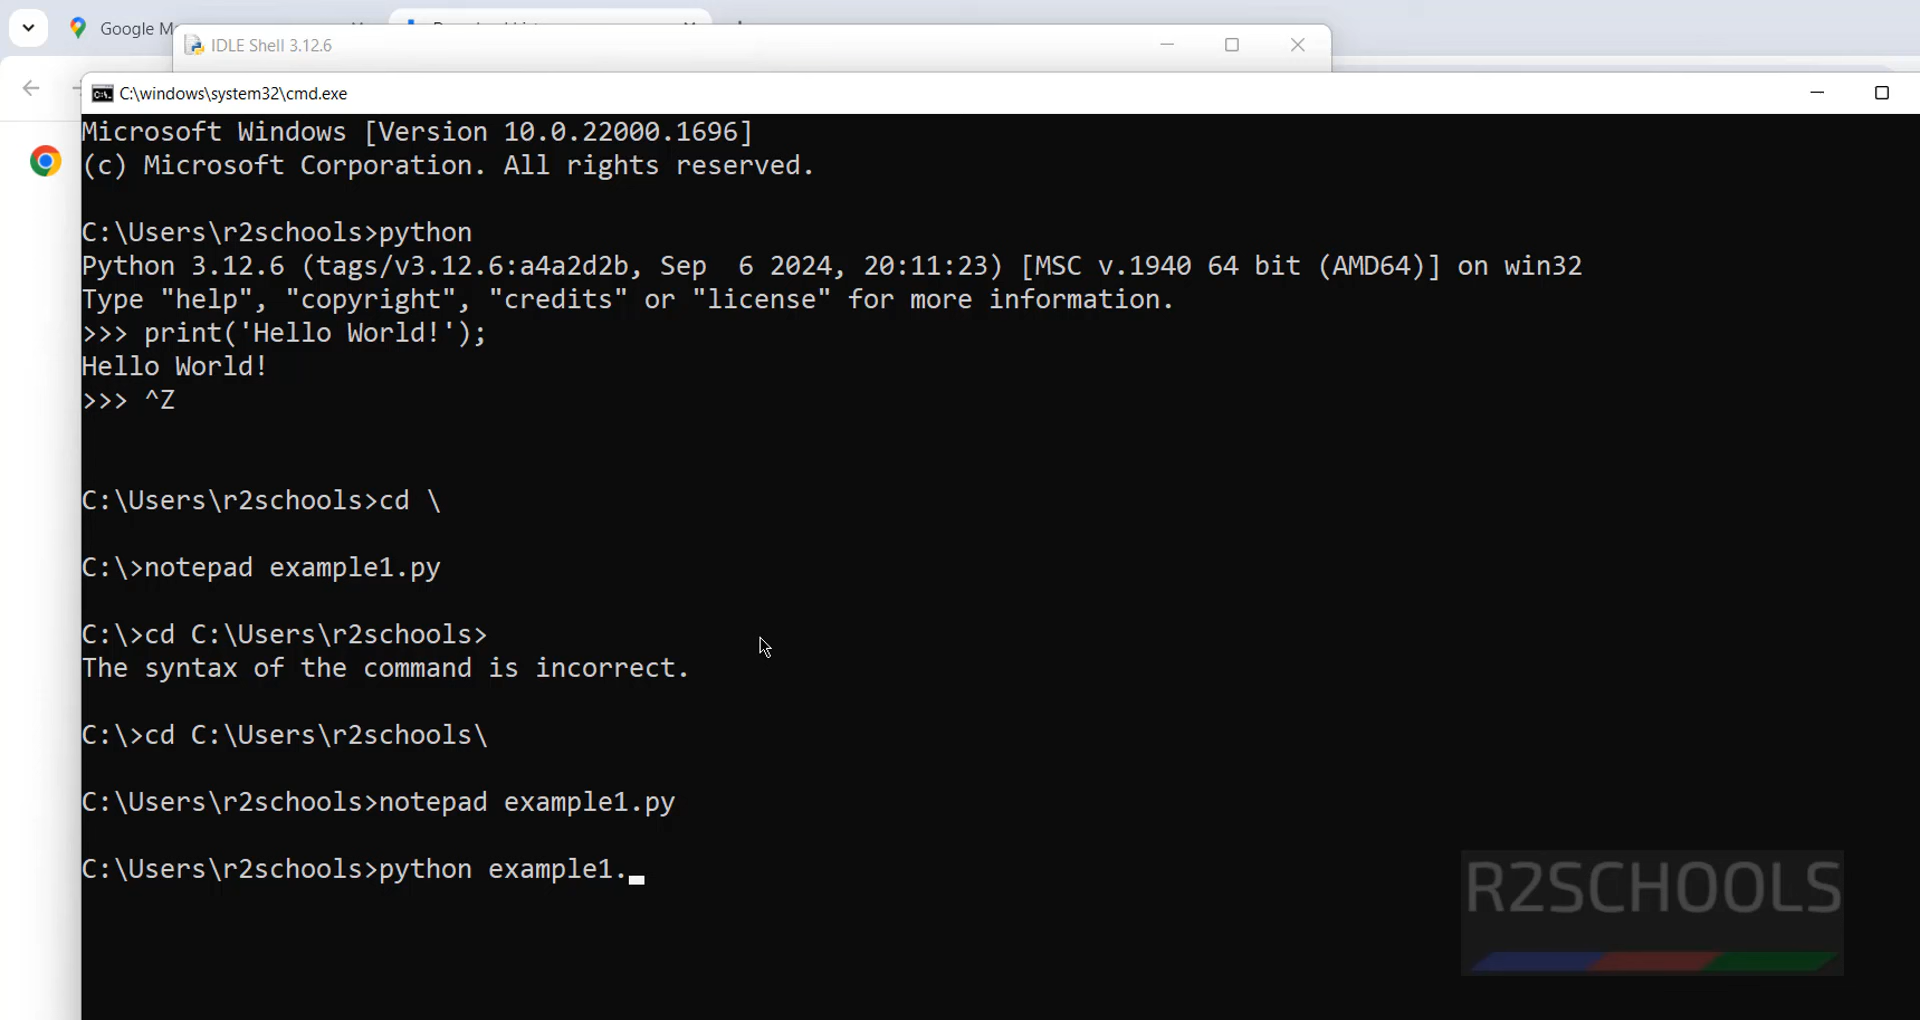 Google M
IDLE Shell 3.12.6
C:\windows\system32\cmd.exe
Microsoft Windows [Version 10.0.22000.1696]
(c) Microsoft Corporation. All rights reserved.
C:\Users\r2schools>python
Python 3.12.6 (tags/v3.12.6:a4a2d2b, Sep  6 2024, 20:11:23) [MSC v.1940 64 bit (AMD64)] on win32
Type "help", "copyright", "credits" or "license" for more information.
>>> print('Hello World!');
Hello World!
>>> ^Z
C:\Users\r2schools>cd \
C:\>notepad example1.py
C:\>cd C:\Users\r2schools>
The syntax of the command is incorrect.
C:\>cd C:\Users\r2schools\
C:\Users\r2schools>notepad example1.py
C:\Users\r2schools>python example1.
R2SCHOOLS